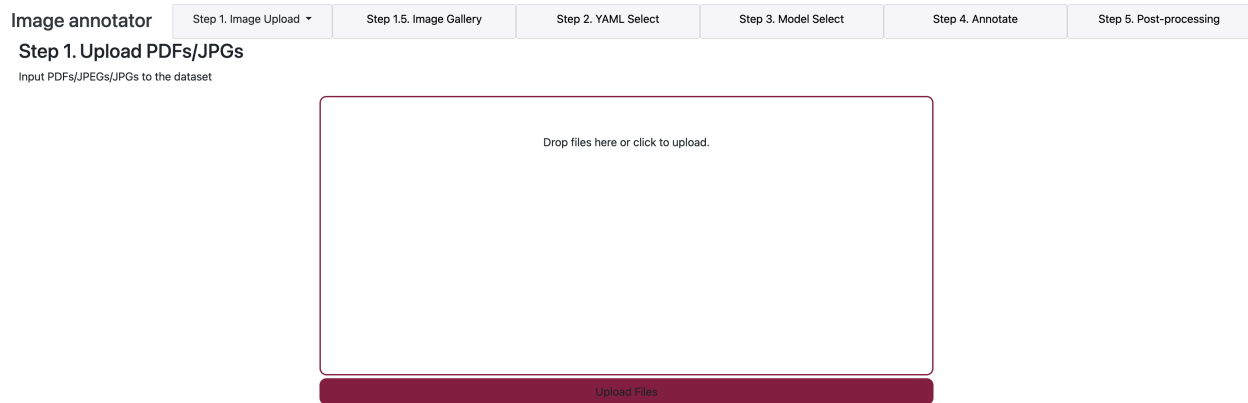 Image annotator
Step 1. Image Upload
Step 1.5. Image Gallery
Step 2. YAML Select
Step 3. Model Select
Step 4. Annotate
Step 5. Post-processing
Step 1. Upload PDFs/JPGs
Input PDFs/JPEGs/JPGs to the dataset
Drop files here or click to upload.
Upload Files